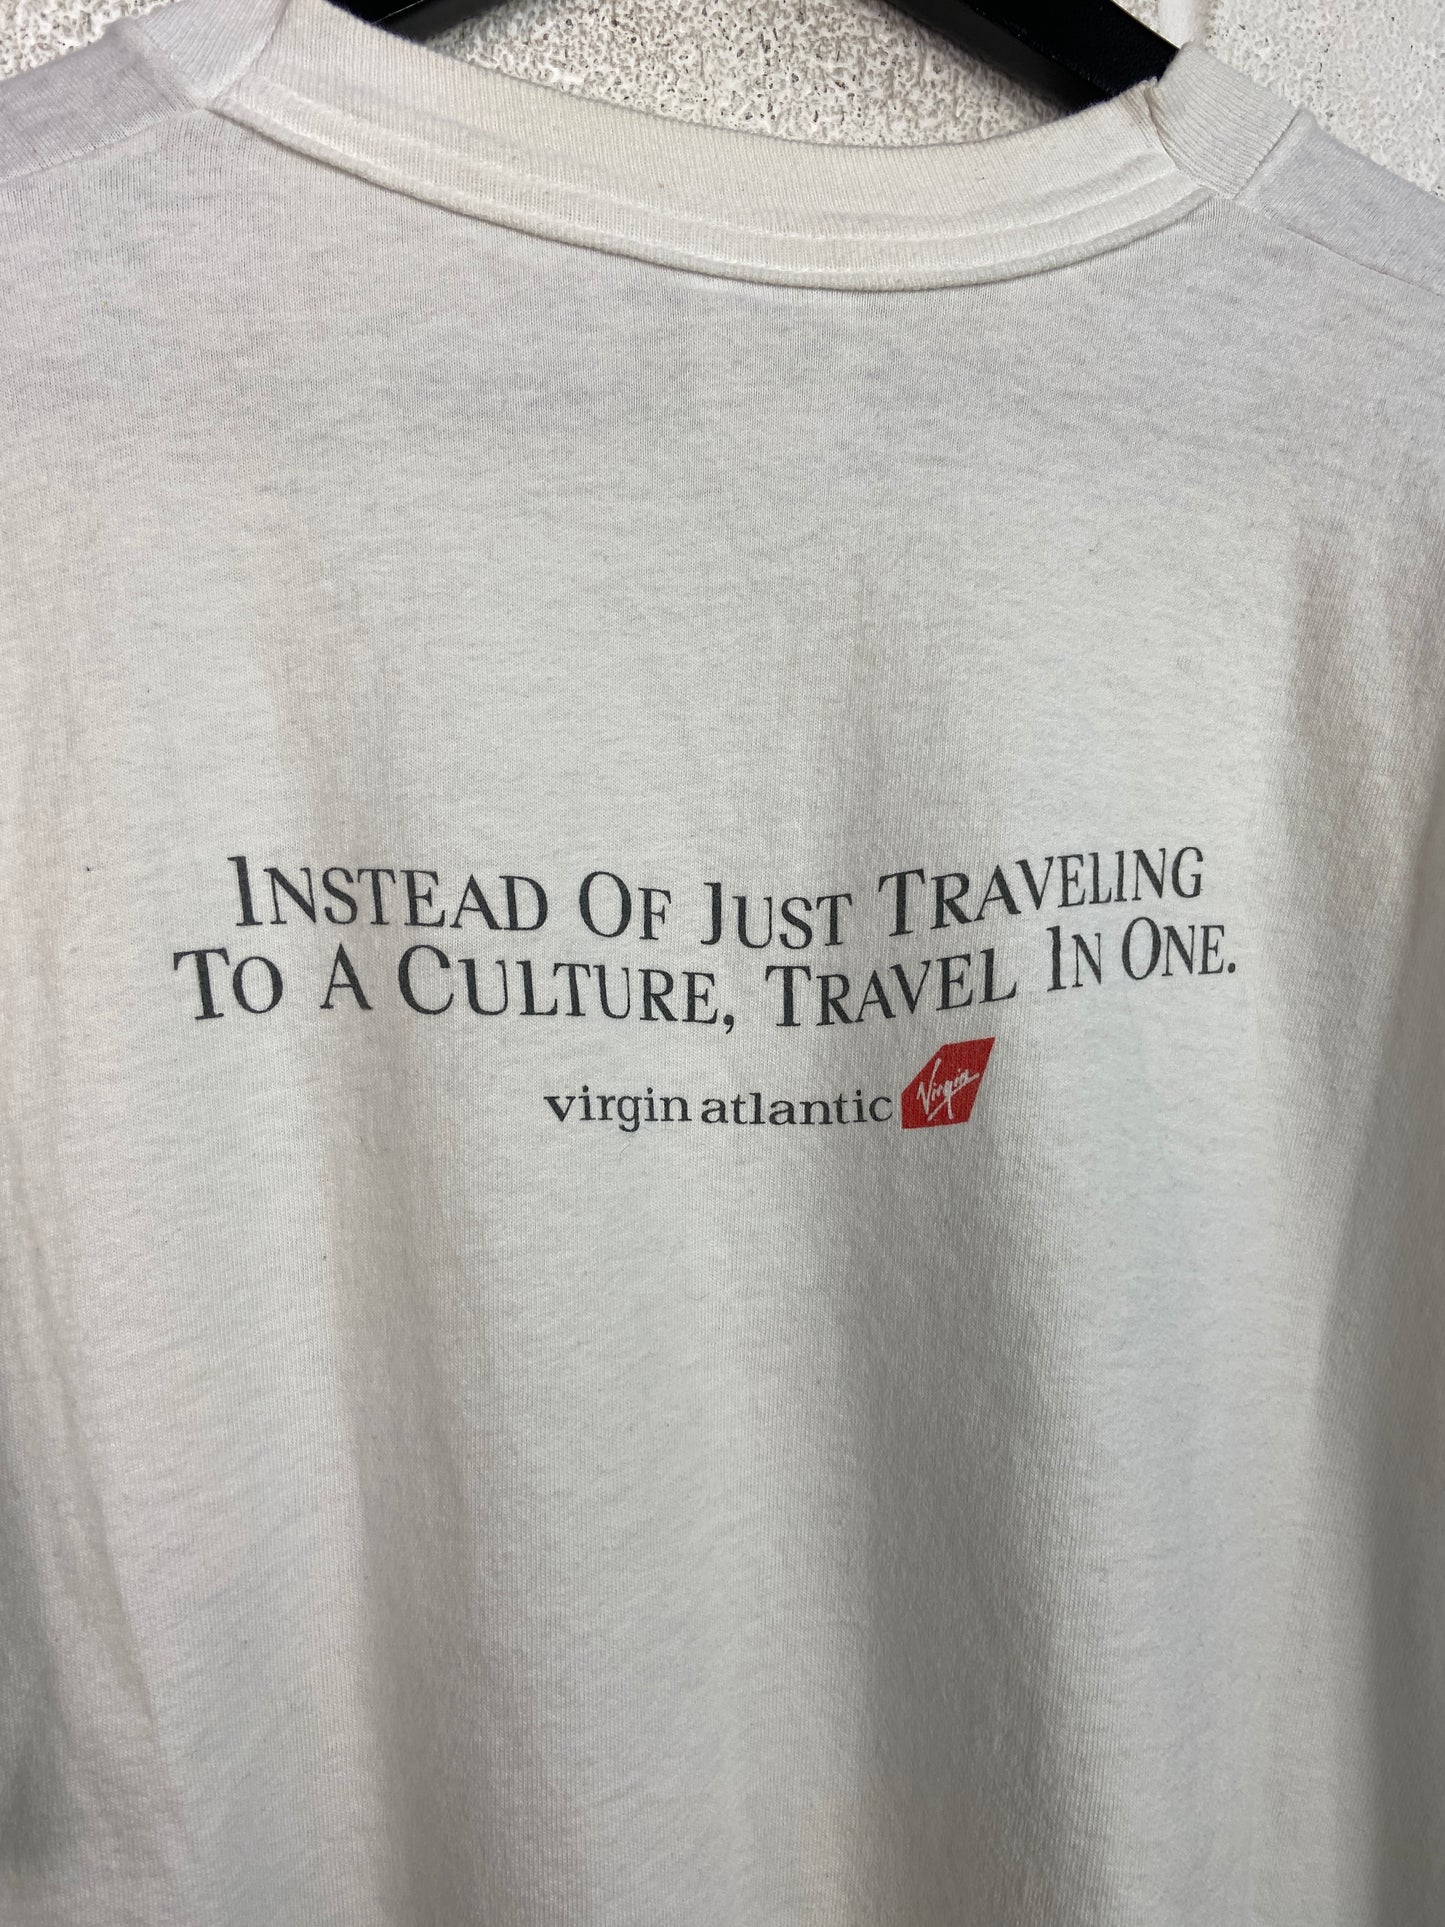 INSTEAD OF JUST TRAVELING
TO A CULTURE, TRAVEL IN ONE.
virgin atlantic Virgin